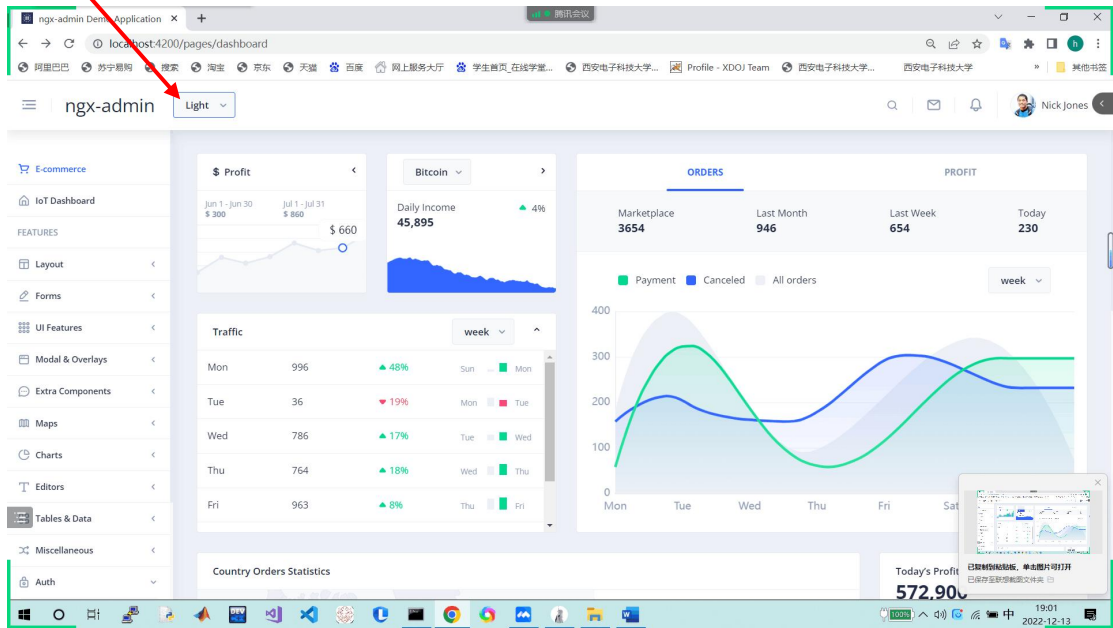 ngx-admin Demo Application
腾讯会议
localhost:4200/pages/dashboard
h
阿里巴巴 苏宁易购 搜索 淘宝 京东 天猫 百度 网上服务大厅 学生首页_在线学堂... 西安电子科技大学... Profile - XDOJ Team 西安电子科技大学... 西安电子科技大学 » 其他书签
ngx-admin Light Nick Jones
E-commerce
IoT Dashboard
FEATURES
Layout
Forms
UI Features
Modal & Overlays
Extra Components
Maps
Charts
Editors
Tables & Data
Miscellaneous
Auth
$ Profit
Jun 1 - Jun 30 Jul 1 - Jul 31
$ 300 $ 860
$ 660
Bitcoin
Daily Income 4%
45,895
ORDERS PROFIT
Marketplace Last Month Last Week Today
3654 946 654 230
Payment Canceled All orders week
400
300
200
100
0
Mon Tue Wed Thu Fri Sat
Traffic week
Mon 996 48% Sun Mon
Tue 36 19% Mon Tue
Wed 786 17% Tue Wed
Thu 764 18% Wed Thu
Fri 963 8% Thu Fri
Country Orders Statistics
Today's Profit
572,900
已复制到粘贴板，单击图片可打开
已保存至联想截图文件夹
100% 中 19:01
2022-12-13